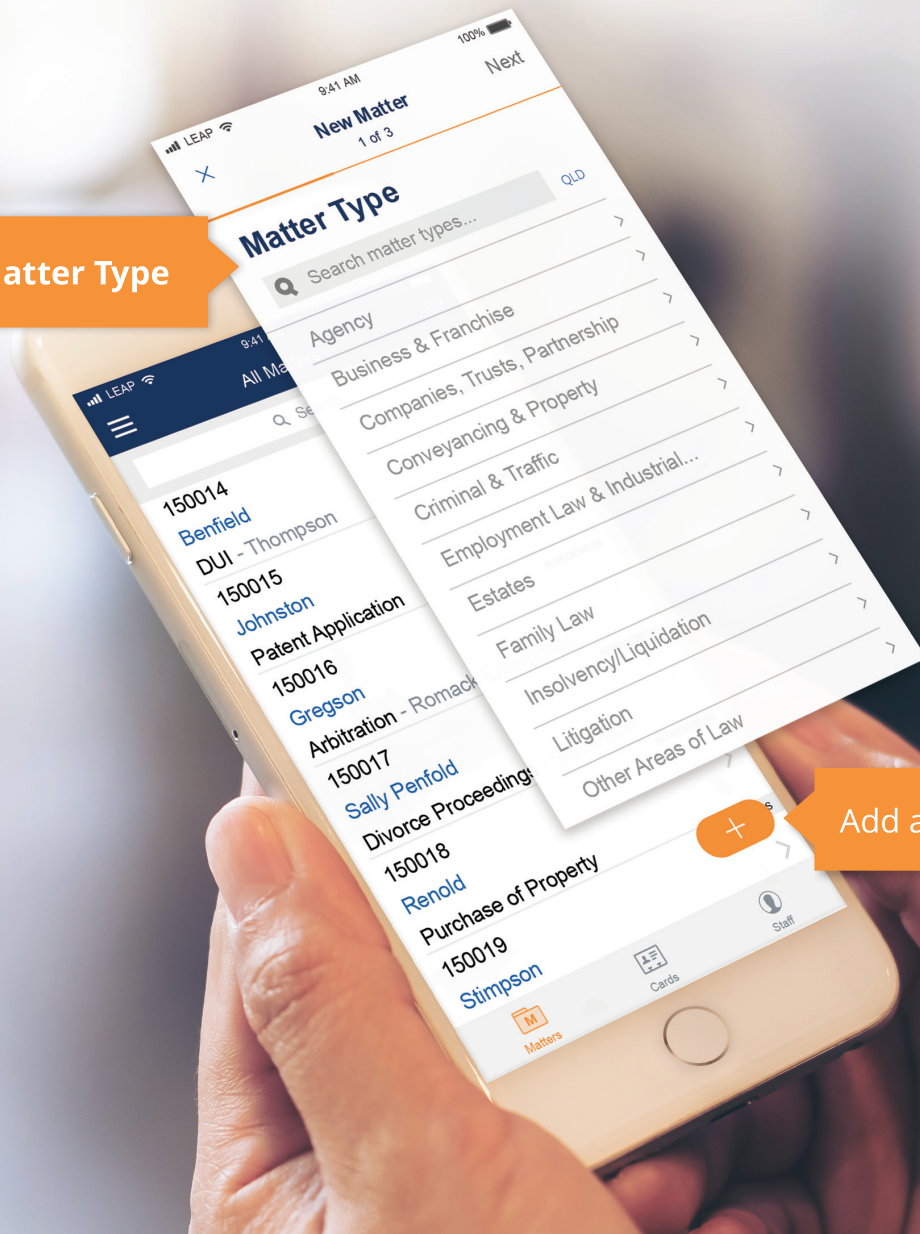 100%
LEAP
9:41 AM
New Matter
Next
1 of 3
Matter Type
QLD
Search matter types...
Agency
Business & Franchise
Companies, Trusts, Partnership
Conveyancing & Property
Criminal & Traffic
Employment Law & Industrial...
Estates
Family Law
Insolvency/Liquidation
Litigation
Other Areas of Law
atter Type
LEAP
9:41
All Ma
Se
150014
Benfield
DUI - Thompson
150015
Johnston
Patent Application
150016
Gregson
Arbitration - Romack
150017
Sally Penfold
Divorce Proceedings
150018
Renold
Purchase of Property
150019
Stimpson
Add a
M
Matters
Cards
Staff